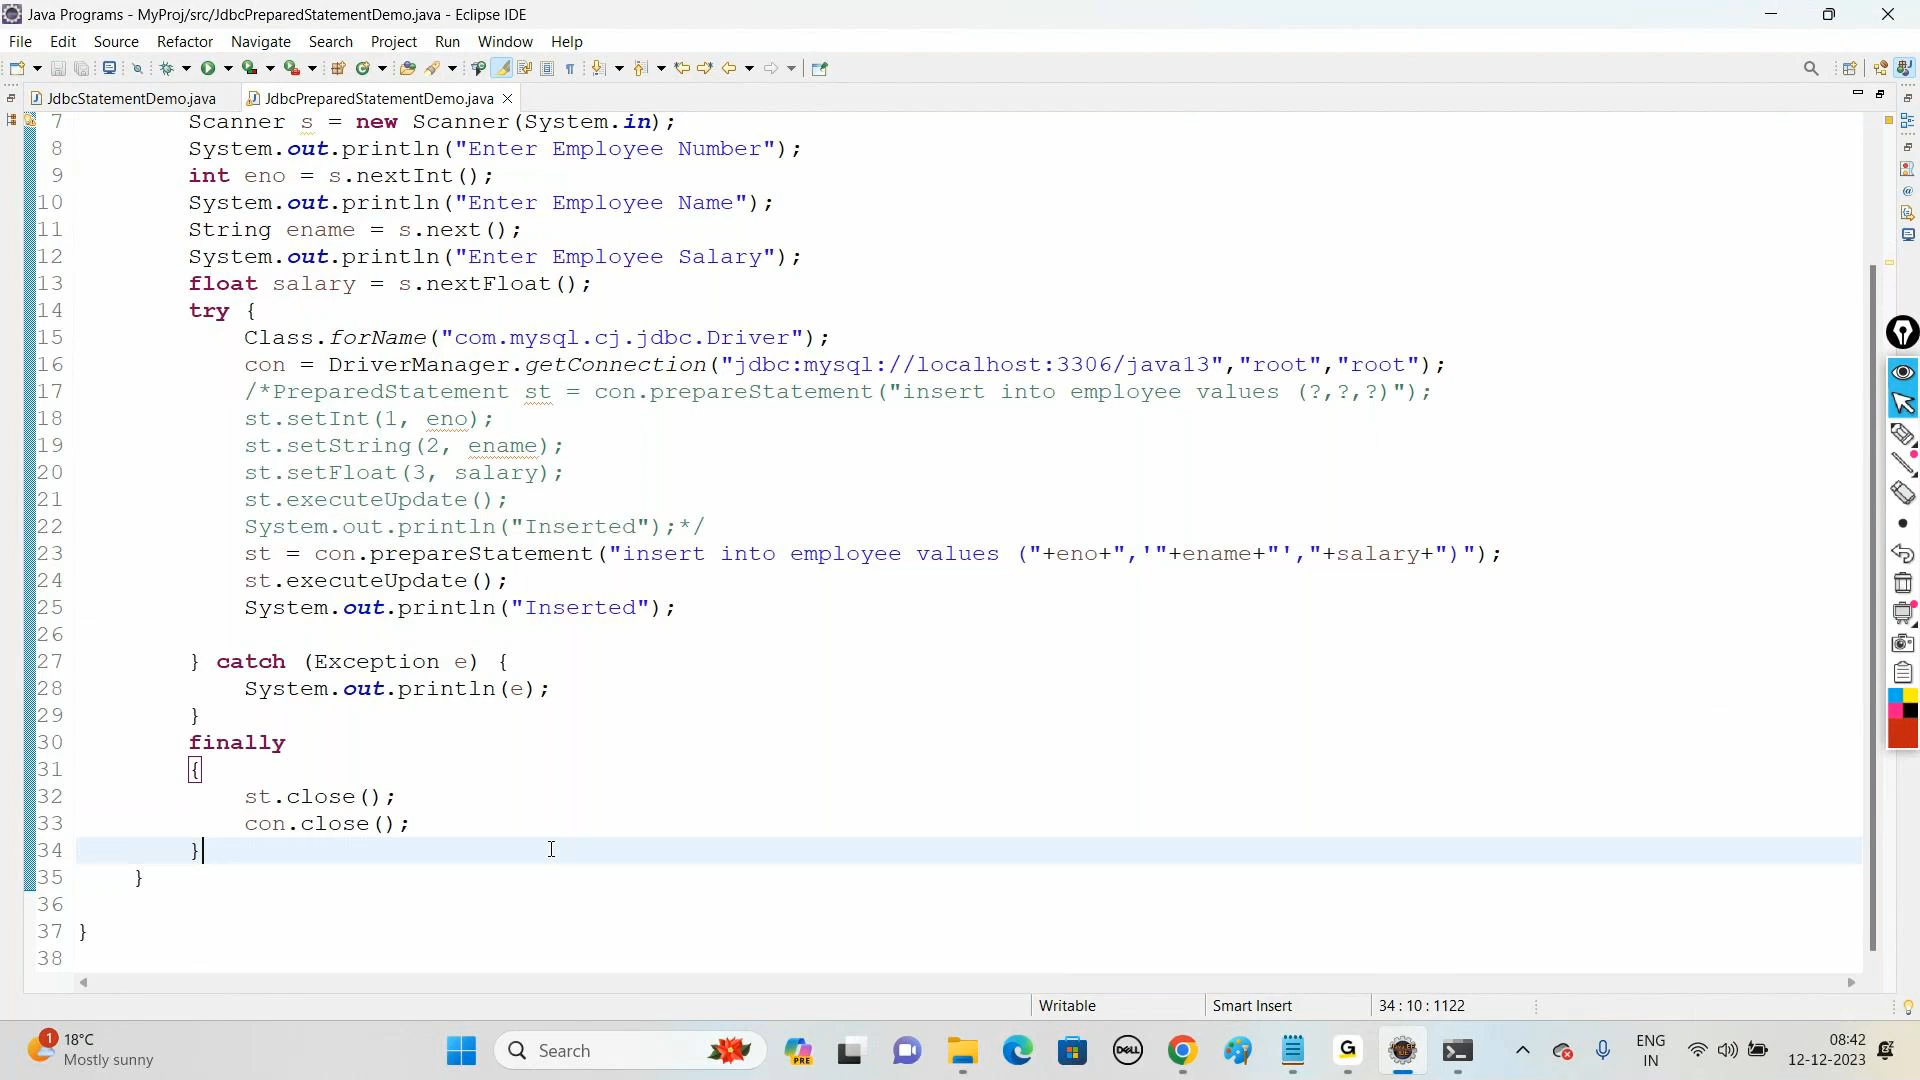 Java Programs - MyProj/src/JdbcPreparedStatementDemo.java - Eclipse IDE
File Edit Source Refactor Navigate Search Project Run Window Help
JdbcStatementDemo.java JdbcPreparedStatementDemo.java
7 Scanner s = new Scanner(System.in);
8 System.out.println("Enter Employee Number");
9 int eno = s.nextInt();
10 System.out.println("Enter Employee Name");
11 String ename = s.next();
12 System.out.println("Enter Employee Salary");
13 float salary = s.nextFloat();
14 try {
15 Class.forName("com.mysql.cj.jdbc.Driver");
16 con = DriverManager.getConnection("jdbc:mysql://localhost:3306/java13","root","root");
17 /*PreparedStatement st = con.prepareStatement("insert into employee values (?,?,?)");
18 st.setInt(1, eno);
19 st.setString(2, ename);
20 st.setFloat(3, salary);
21 st.executeUpdate();
22 System.out.println("Inserted");*/
23 st = con.prepareStatement("insert into employee values ("+eno+",'"+ename+"',"+salary+")");
24 st.executeUpdate();
25 System.out.println("Inserted");
26
27 } catch (Exception e) {
28 System.out.println(e);
29 }
30 finally
31 {
32 st.close();
33 con.close();
34 }
35 }
36
37 }
38
Writable Smart Insert 34 : 10 : 1122
1 18°C
Mostly sunny
Search
PRE
DELL
G
ENG
IN
08:42
12-12-2023